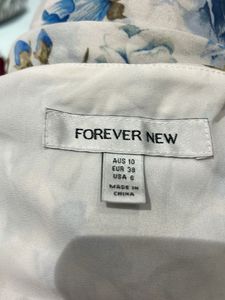 FOREVER NEW
AUS 10
EUR 38
USA 6
MADE IN
CHINA